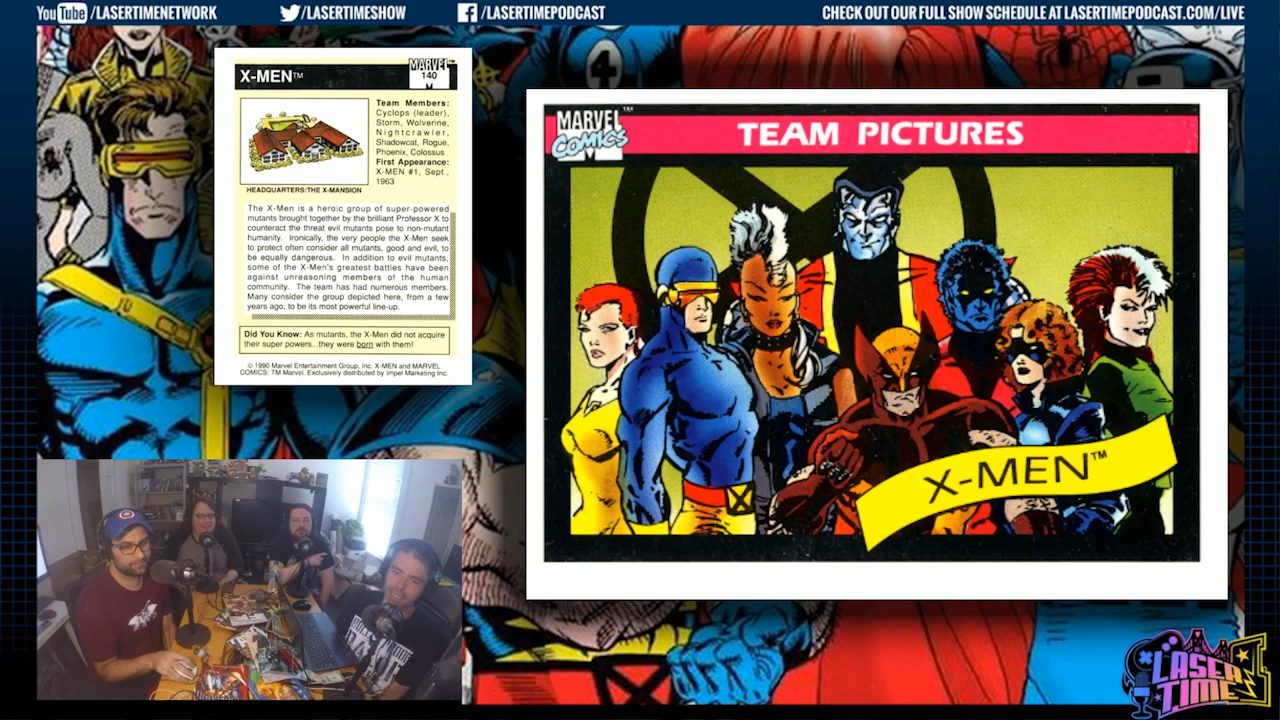 YouTube /LASERTIMENETWORK
/LASERTIMESHOW
/LASERTIMEPODCAST
CHECK OUT OUR FULL SHOW SCHEDULE AT LASERTIMEPODCAST.COM/LIVE
X-MEN™
MARVEL
140
Team Members:
Cyclops (leader),
Storm, Wolverine,
Nightcrawler,
Shadowcat, Rogue,
Phoenix, Colossus
First Appearance:
X-MEN #1, Sept.,
1963
HEADQUARTERS/THE X-MANSION
The X-Men is a heroic group of super-powered
mutants brought together by the brilliant Professor X to
counteract the threat evil mutants pose to non-mutant
humanity. Ironically, the very people the X-Men seek
to protect often consider all mutants, good and evil, to
be equally dangerous. In addition to evil mutants,
some of the X-Men's greatest battles have been
against unreasoning members of the human
community. The team has had numerous members.
Many consider the group depicted here, from a few
years ago, to be its most powerful line-up.
Did You Know: As mutants, the X-Men did not acquire
their super powers...they were born with them!
© 1990 Marvel Entertainment Group, Inc. X-MEN and MARVEL
COMICS: TM Marvel. Exclusively distributed by Impel Marketing Inc.
MARVEL™
COMICS
TEAM PICTURES
X-MEN™
4
LASER
TIME